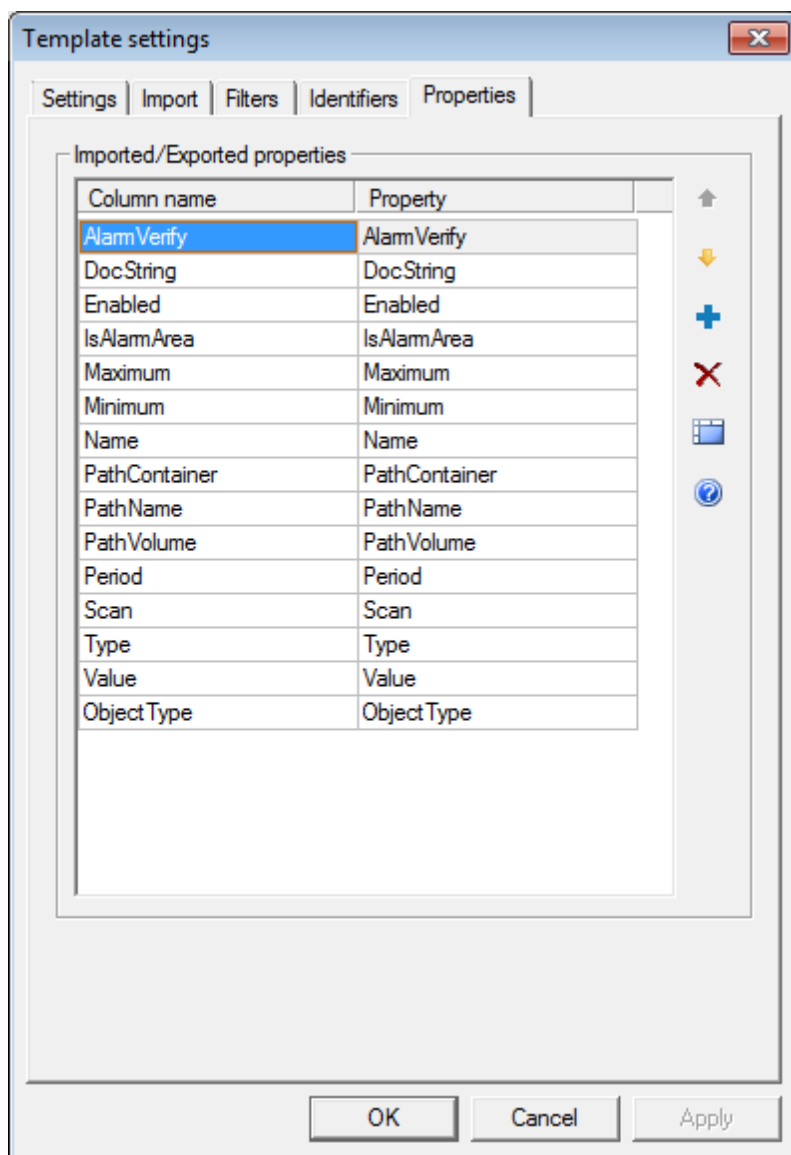 Template settings
Settings Import Filters Identifiers Properties
Imported/Exported properties
Column name Property
AlarmVerify AlarmVerify
DocString DocString
Enabled Enabled
IsAlarmArea IsAlarmArea
Maximum Maximum
Minimum Minimum
Name Name
PathContainer PathContainer
PathName PathName
PathVolume PathVolume
Period Period
Scan Scan
Type Type
Value Value
ObjectType ObjectType
OK Cancel Apply